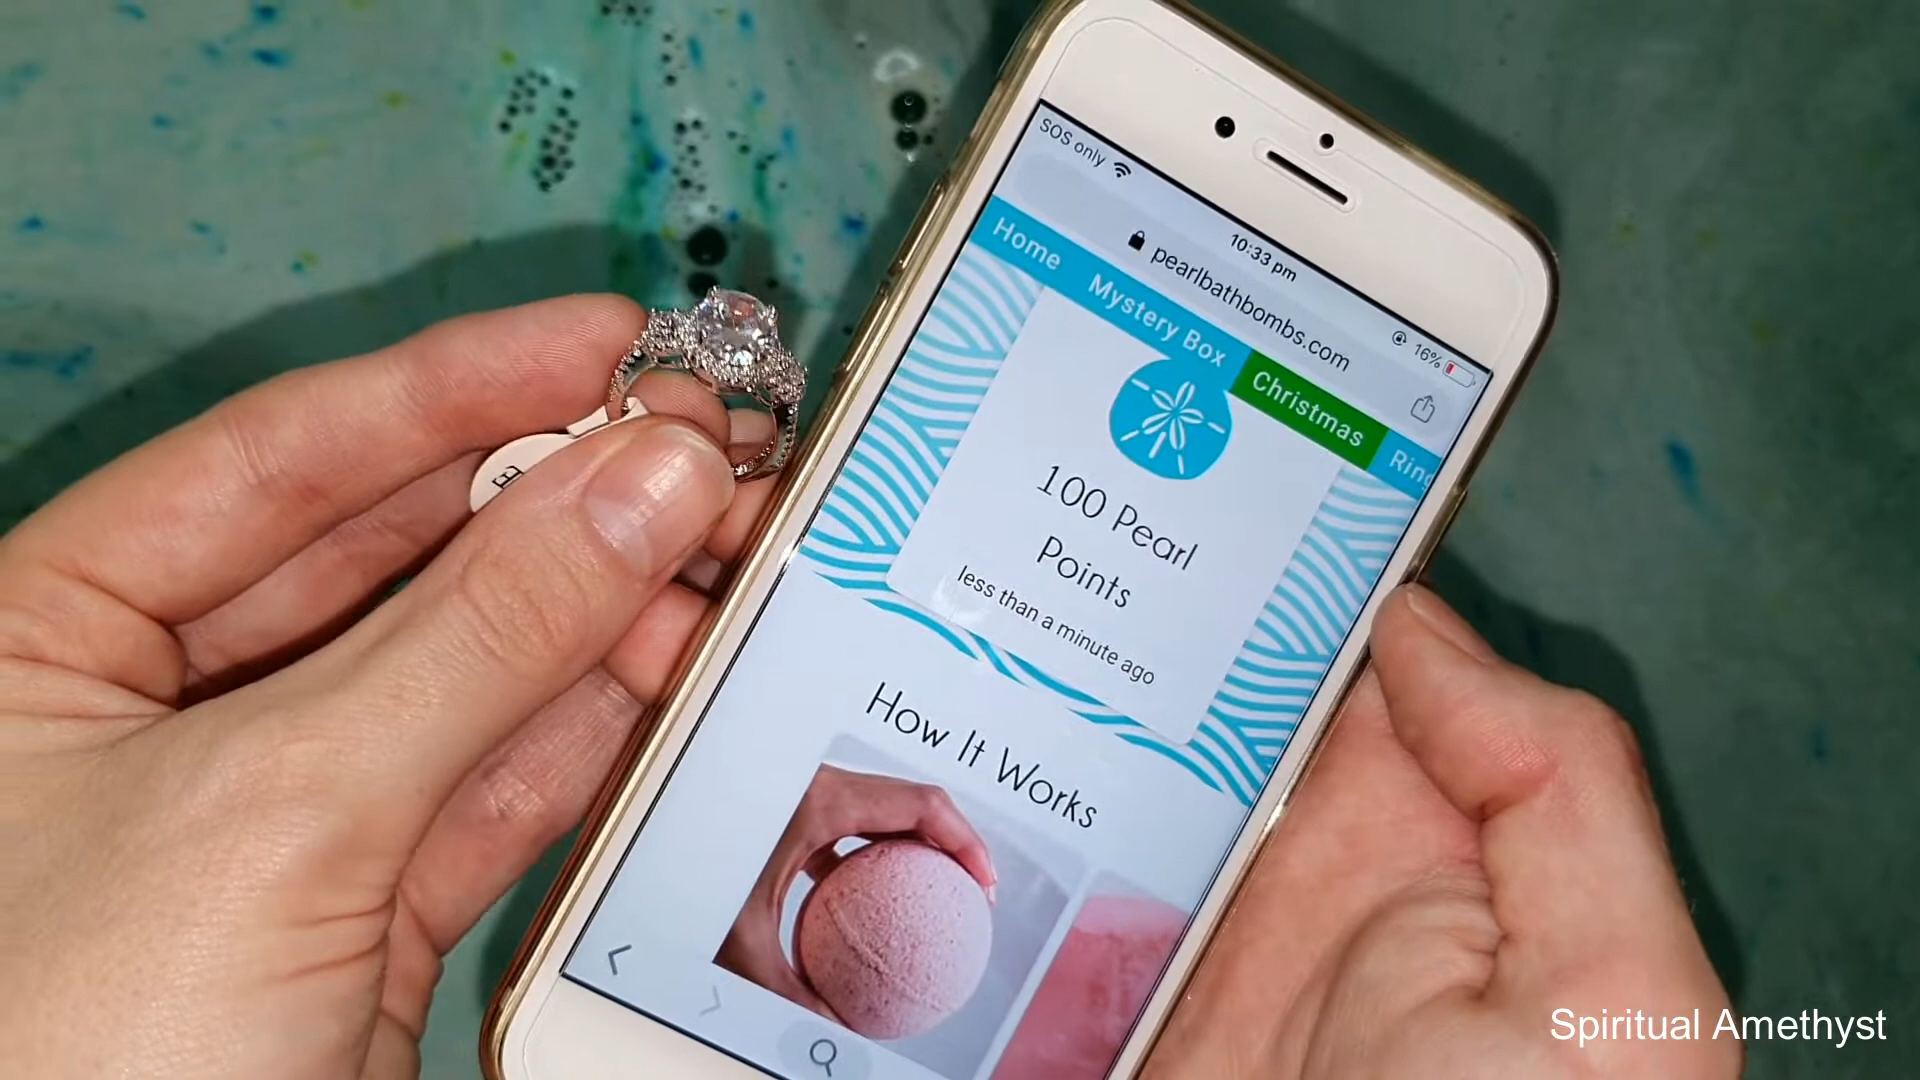 SOS only
10:33 pm
16%
pearlbathbombs.com
Home
Mystery Box
Christmas
Ring
100 Pearl
Points
less than a minute ago
How It Works
Spiritual Amethyst